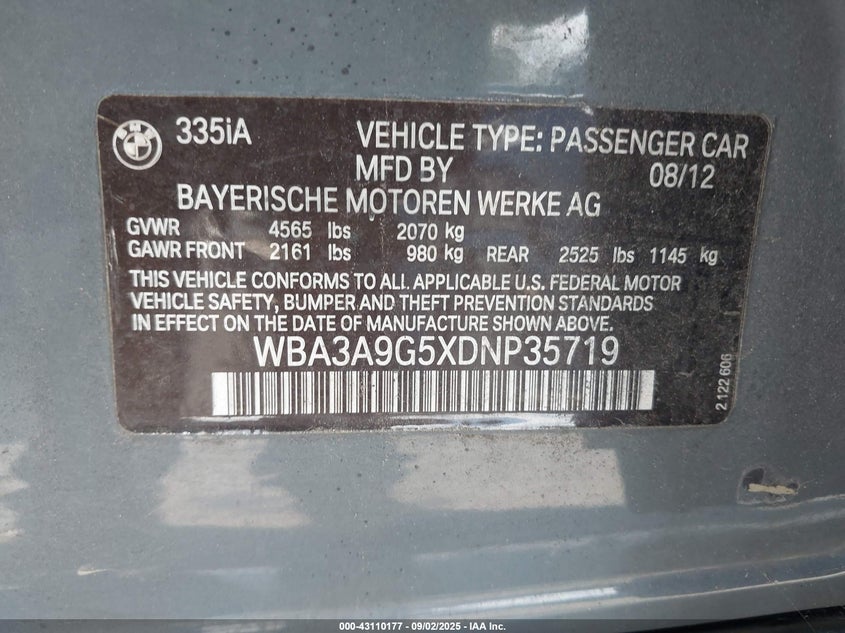 BMW
335iA VEHICLE TYPE: PASSENGER CAR
MFD BY 08/12
BAYERISCHE MOTOREN WERKE AG
GVWR 4565 lbs 2070 kg
GAWR FRONT 2161 lbs 980 kg REAR 2525 lbs 1145 kg
THIS VEHICLE CONFORMS TO ALL APPLICABLE U.S. FEDERAL MOTOR
VEHICLE SAFETY, BUMPER AND THEFT PREVENTION STANDARDS
IN EFFECT ON THE DATE OF MANUFACTURE SHOWN ABOVE.
WBA3A9G5XDNP35719
2 122 606
000-43110177 - 09/02/2025 - IAA Inc.